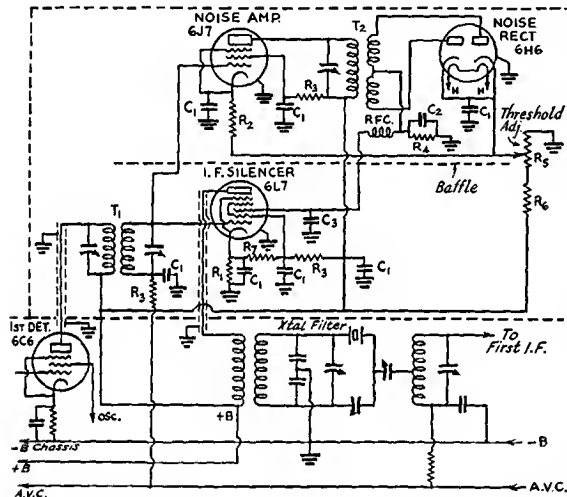 NOISE AMP.
6J7
T2
NOISE
RECT
6H6
H H
C1
R2
C1
R3
C1
RFC.
C2
R4
Threshold
Adj.
R5
Baffle
R6
I.F. SILENCER
6L7
T1
C3
C1
R3
R1
R7
C1
C1
R3
C1
1ST DET.
6C6
Xtal Filter
To
First I.F.
OSC.
+B
-B Chassis
-B
+B
A.V.C.
A.V.C.